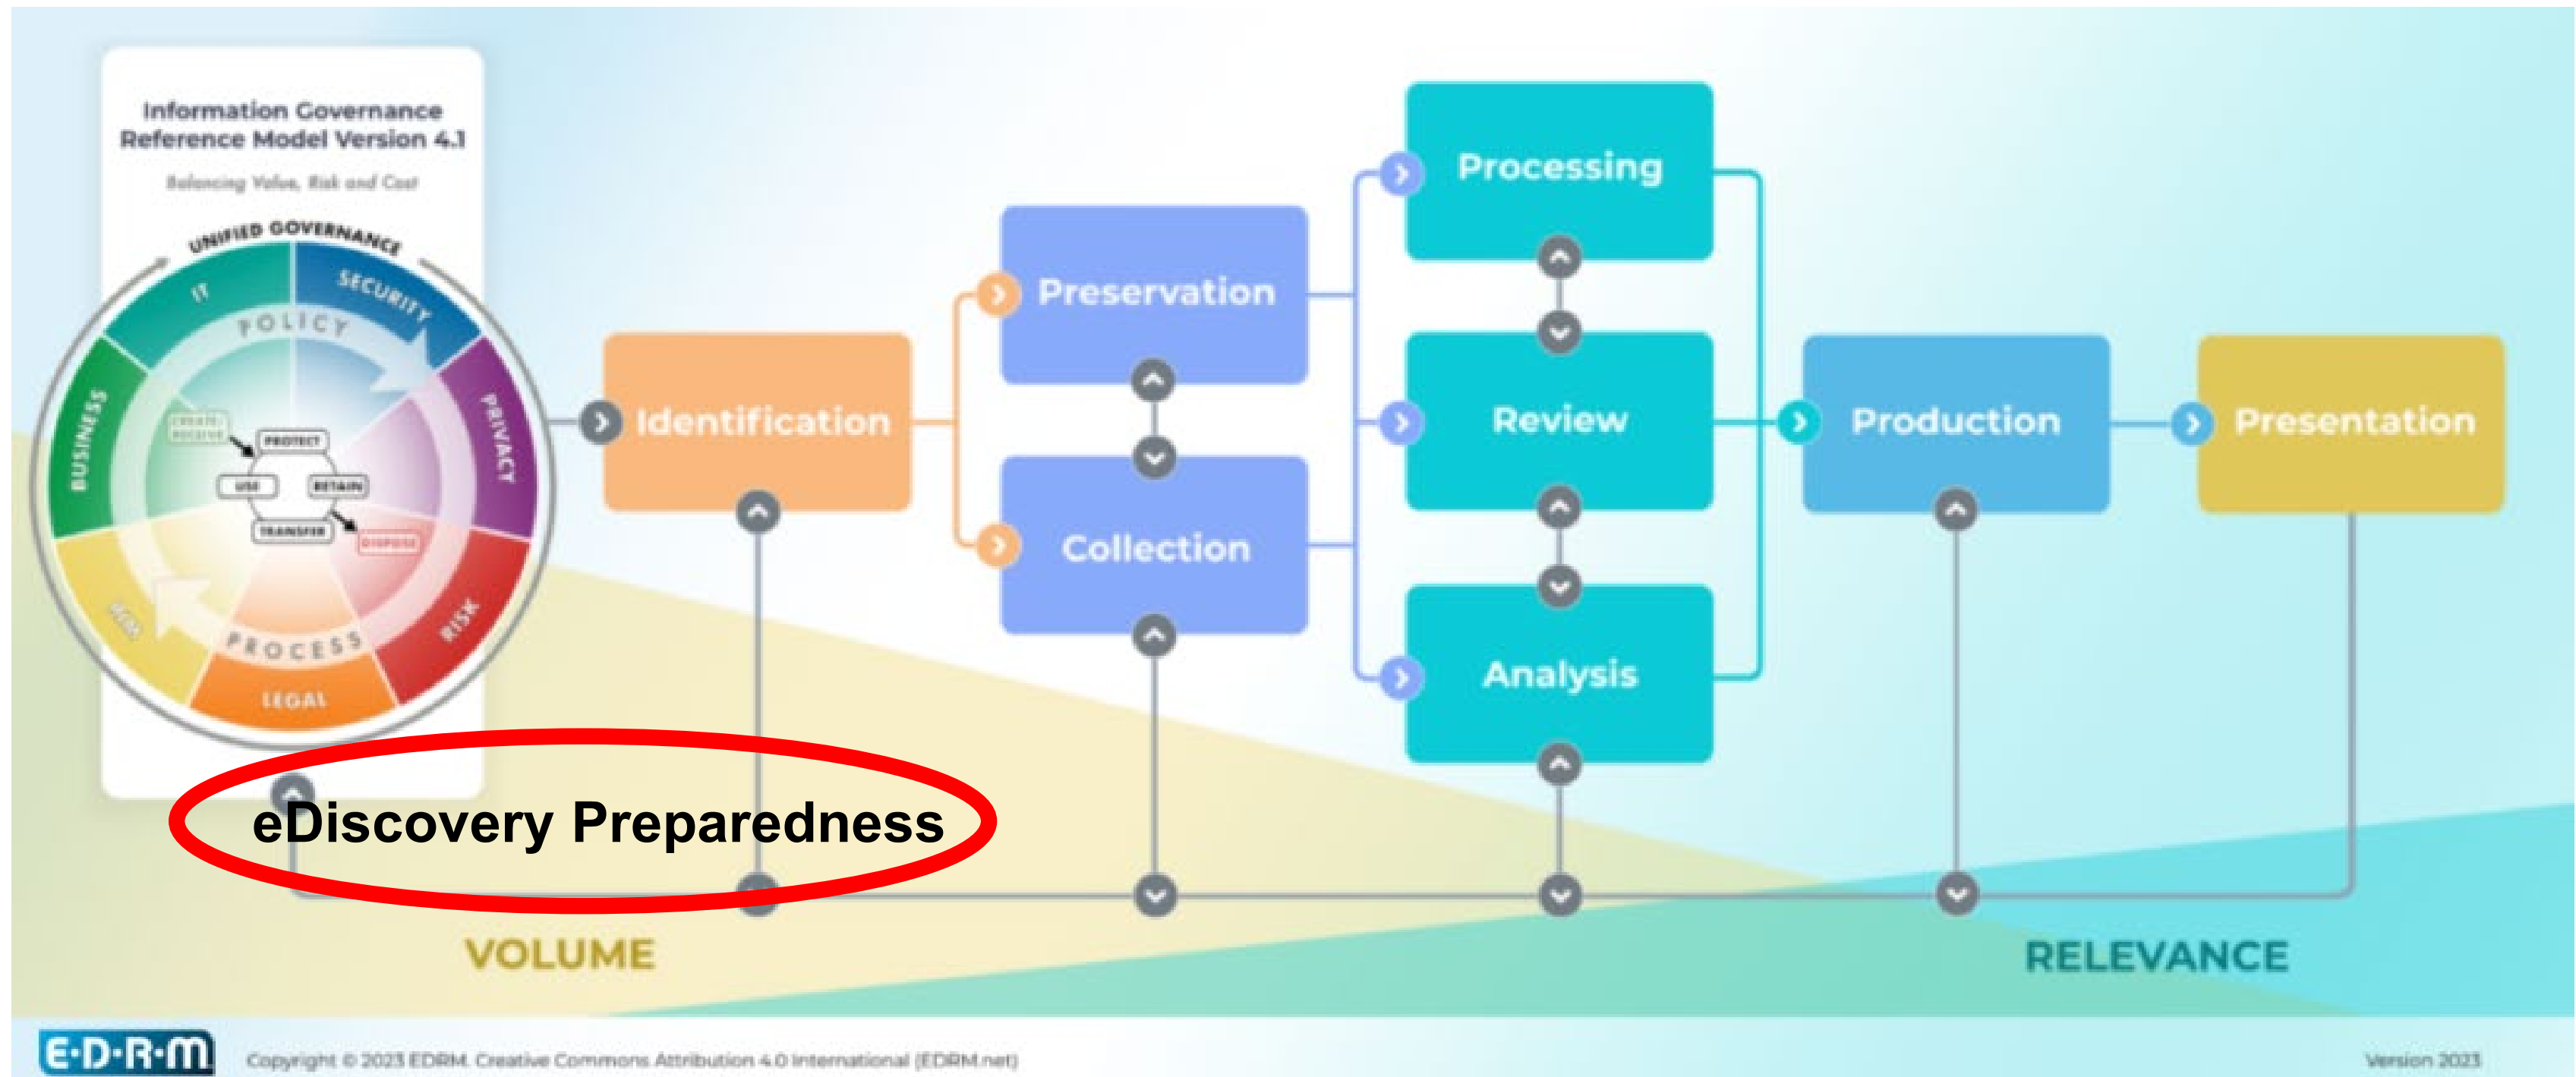 Information Governance
Reference Model Version 4.1
Balancing Value, Risk and Cost
UNIFIED GOVERNANCE
IT
SECURITY
POLICY
BUSINESS
PRIVACY
CREATE,
RECEIVE
PROTECT
USE
RETAIN
TRANSFER
DISPOSE
RIM
PROCESS
RISK
LEGAL
Identification
Preservation
Collection
Processing
Review
Analysis
Production
Presentation
eDiscovery Preparedness
VOLUME
RELEVANCE
E·D·R·M
Copyright © 2023 EDRM. Creative Commons Attribution 4.0 International (EDRM.net)
Version 2023